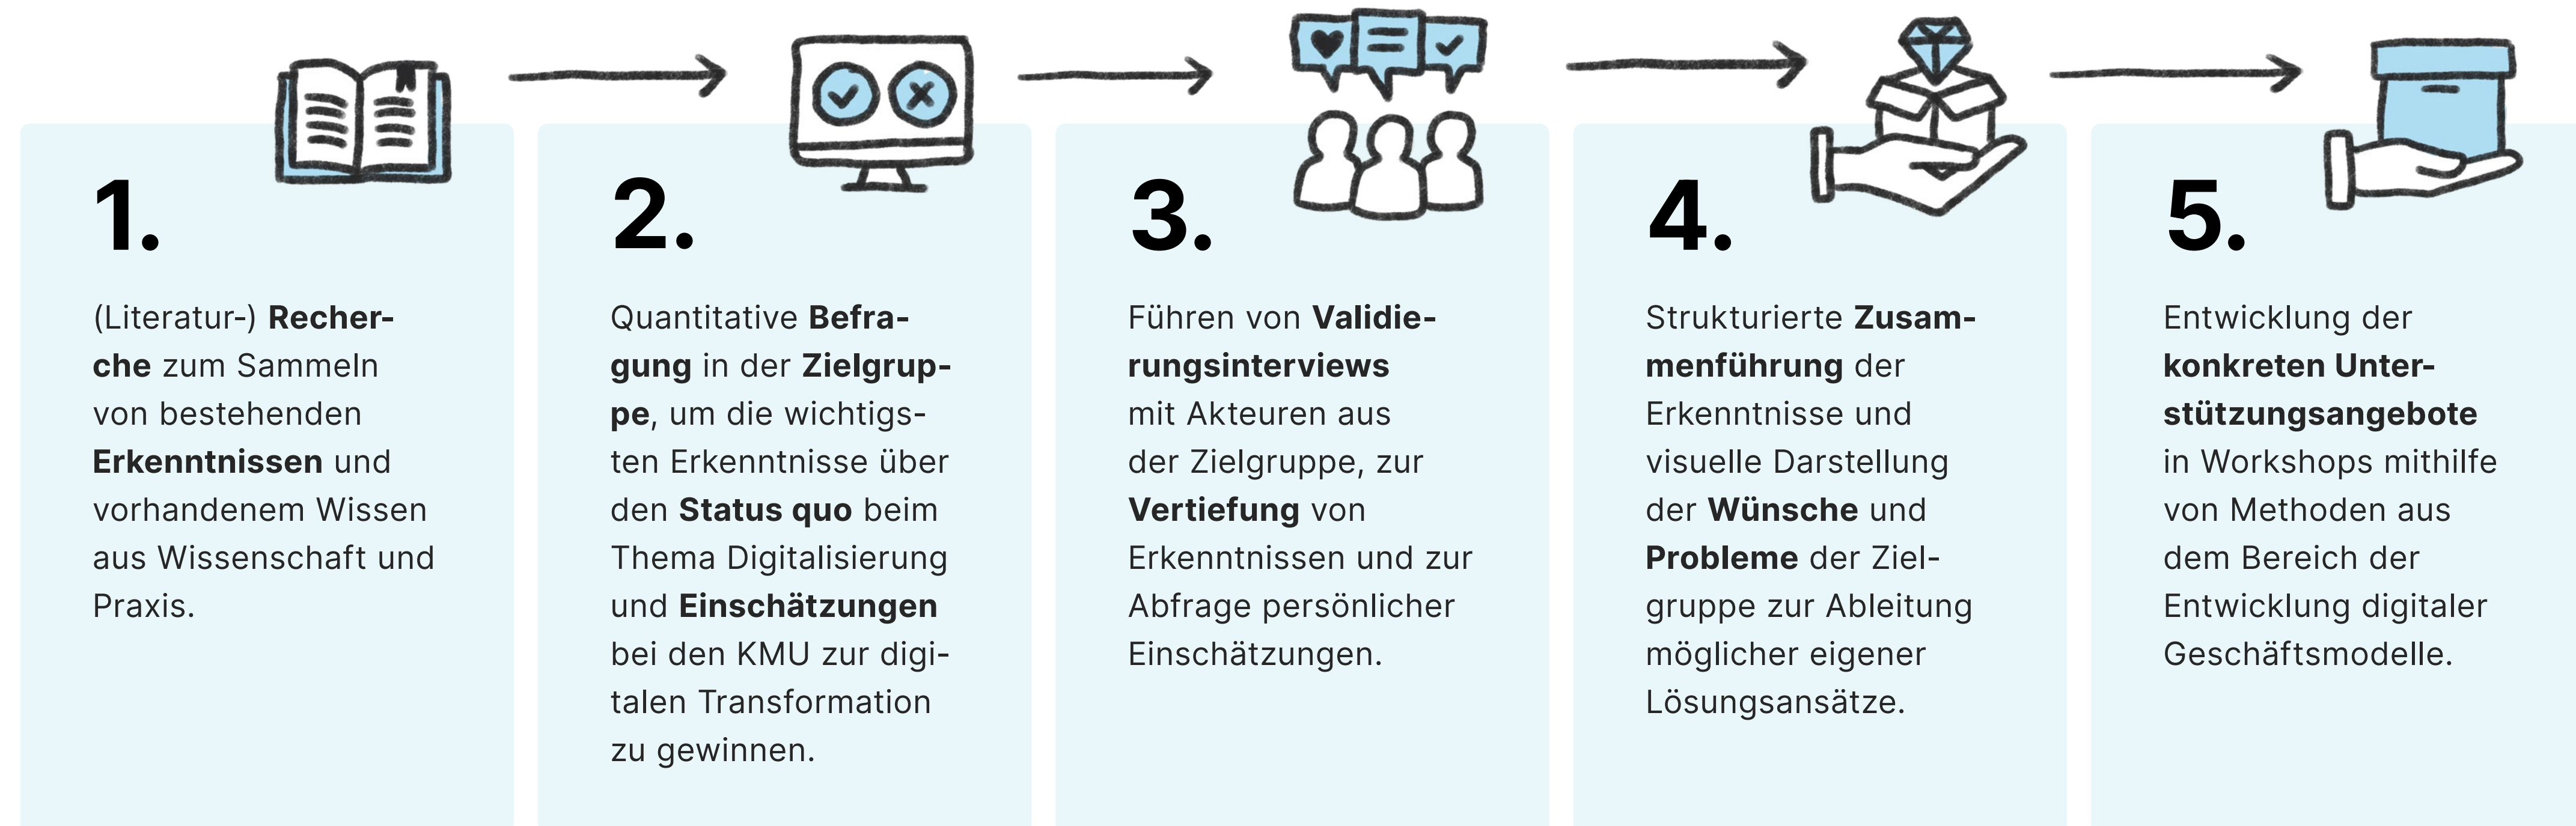 1.
(Literatur-) Recher-
che zum Sammeln
von bestehenden
Erkenntnissen und
vorhandenem Wissen
aus Wissenschaft und
Praxis.
2.
Quantitative Befra-
gung in der Zielgrup-
pe, um die wichtigs-
ten Erkenntnisse über
den Status quo beim
Thema Digitalisierung
und Einschätzungen
bei den KMU zur digi-
talen Transformation
zu gewinnen.
3.
Führen von Validie-
rungsinterviews
mit Akteuren aus
der Zielgruppe, zur
Vertiefung von
Erkenntnissen und zur
Abfrage persönlicher
Einschätzungen.
4.
Strukturierte Zusam-
menführung der
Erkenntnisse und
visuelle Darstellung
der Wünsche und
Probleme der Ziel-
gruppe zur Ableitung
möglicher eigener
Lösungsansätze.
5.
Entwicklung der
konkreten Unter-
stützungsangebote
in Workshops mithilfe
von Methoden aus
dem Bereich der
Entwicklung digitaler
Geschäftsmodelle.